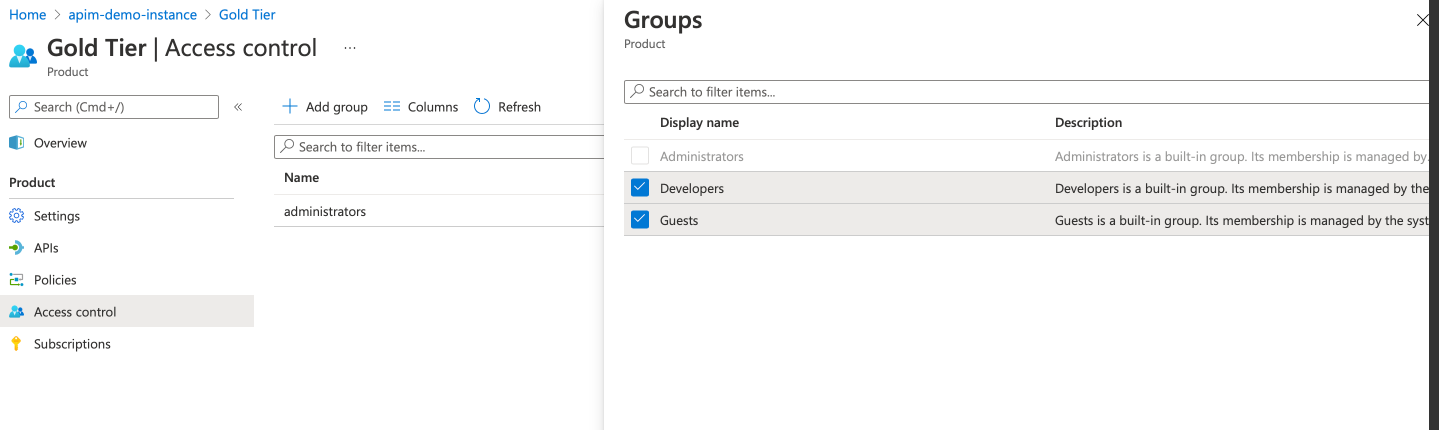 Home > apim-demo-instance > Gold Tier
Gold Tier | Access control ...
Product
Search (Cmd+/) «
Overview
Product
Settings
APIs
Policies
Access control
Subscriptions
Add group Columns Refresh
Search to filter items...
Name
administrators
Groups
Product
Search to filter items...
Display name Description
Administrators Administrators is a built-in group. Its membership is managed by.
Developers Developers is a built-in group. Its membership is managed by the
Guests Guests is a built-in group. Its membership is managed by the syst